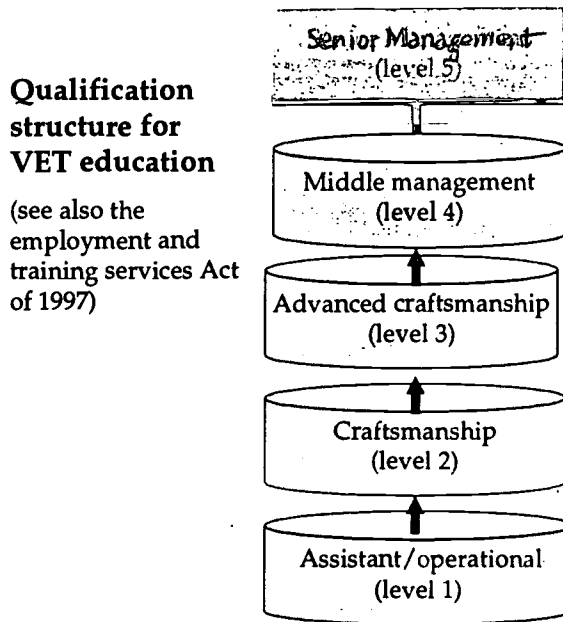 Qualification
structure for
VET education
(see also the
employment and
training services Act
of 1997)
Senior Management
(level 5)
Middle management
(level 4)
Advanced craftsmanship
(level 3)
Craftsmanship
(level 2)
Assistant/operational
(level 1)